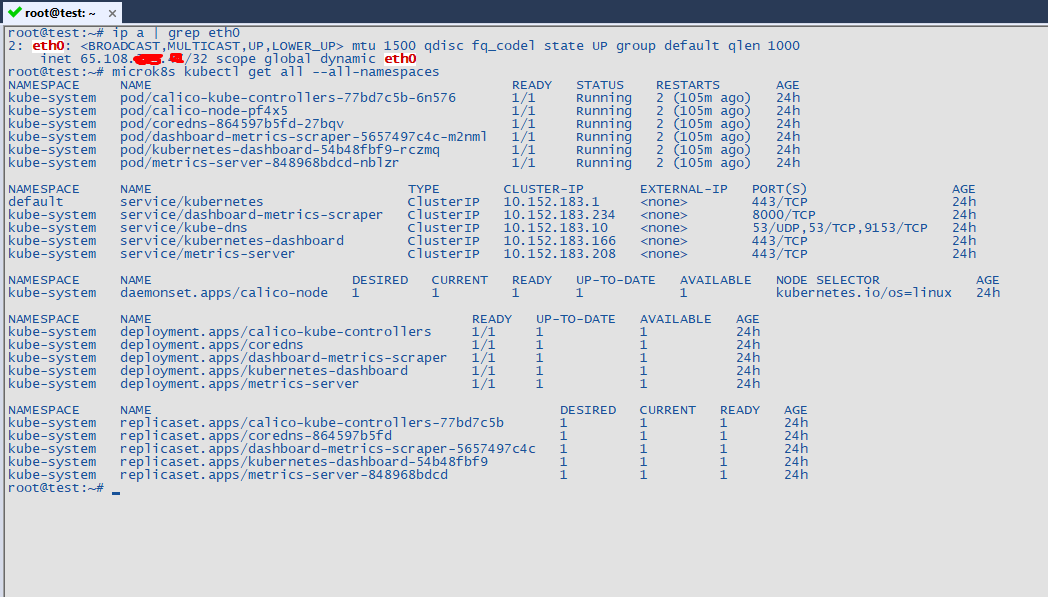 root@test: ~
root@test:~# ip a | grep eth0
2: eth0: <BROADCAST,MULTICAST,UP,LOWER_UP> mtu 1500 qdisc fq_codel state UP group default qlen 1000
inet 65.108. . /32 scope global dynamic eth0
root@test:~# microk8s kubectl get all --all-namespaces
NAMESPACE NAME READY STATUS RESTARTS AGE
kube-system pod/calico-kube-controllers-77bd7c5b-6n576 1/1 Running 2 (105m ago) 24h
kube-system pod/calico-node-pf4x5 1/1 Running 2 (105m ago) 24h
kube-system pod/coredns-864597b5fd-27bqv 1/1 Running 2 (105m ago) 24h
kube-system pod/dashboard-metrics-scraper-5657497c4c-m2nml 1/1 Running 2 (105m ago) 24h
kube-system pod/kubernetes-dashboard-54b48fbf9-rczmq 1/1 Running 2 (105m ago) 24h
kube-system pod/metrics-server-848968bdcd-nblzr 1/1 Running 2 (105m ago) 24h
NAMESPACE NAME TYPE CLUSTER-IP EXTERNAL-IP PORT(S) AGE
default service/kubernetes ClusterIP 10.152.183.1 <none> 443/TCP 24h
kube-system service/dashboard-metrics-scraper ClusterIP 10.152.183.234 <none> 8000/TCP 24h
kube-system service/kube-dns ClusterIP 10.152.183.10 <none> 53/UDP,53/TCP,9153/TCP 24h
kube-system service/kubernetes-dashboard ClusterIP 10.152.183.166 <none> 443/TCP 24h
kube-system service/metrics-server ClusterIP 10.152.183.208 <none> 443/TCP 24h
NAMESPACE NAME DESIRED CURRENT READY UP-TO-DATE AVAILABLE NODE SELECTOR AGE
kube-system daemonset.apps/calico-node 1 1 1 1 1 kubernetes.io/os=linux 24h
NAMESPACE NAME READY UP-TO-DATE AVAILABLE AGE
kube-system deployment.apps/calico-kube-controllers 1/1 1 1 24h
kube-system deployment.apps/coredns 1/1 1 1 24h
kube-system deployment.apps/dashboard-metrics-scraper 1/1 1 1 24h
kube-system deployment.apps/kubernetes-dashboard 1/1 1 1 24h
kube-system deployment.apps/metrics-server 1/1 1 1 24h
NAMESPACE NAME DESIRED CURRENT READY AGE
kube-system replicaset.apps/calico-kube-controllers-77bd7c5b 1 1 1 24h
kube-system replicaset.apps/coredns-864597b5fd 1 1 1 24h
kube-system replicaset.apps/dashboard-metrics-scraper-5657497c4c 1 1 1 24h
kube-system replicaset.apps/kubernetes-dashboard-54b48fbf9 1 1 1 24h
kube-system replicaset.apps/metrics-server-848968bdcd 1 1 1 24h
root@test:~#